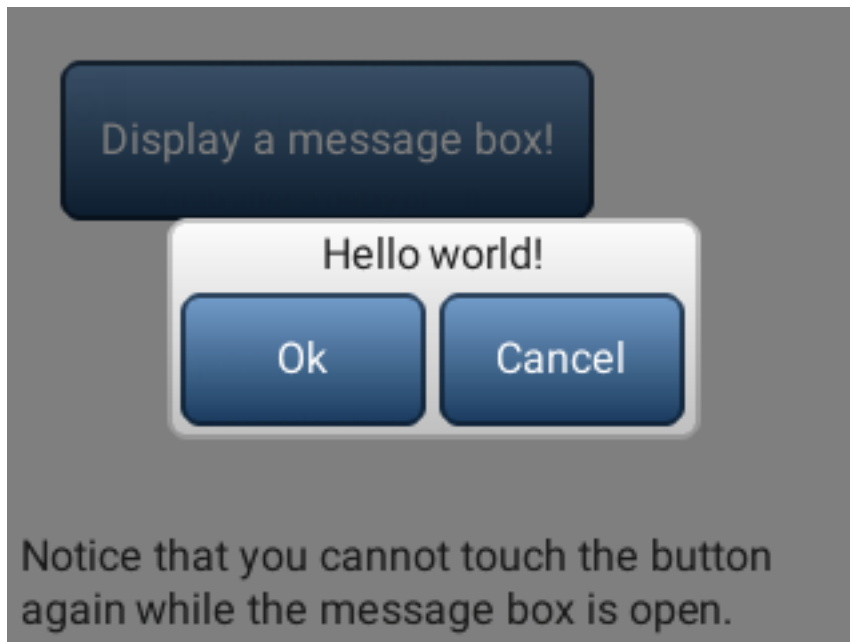 Display a message box!
Hello world!
Ok
Cancel
Notice that you cannot touch the button
again while the message box is open.